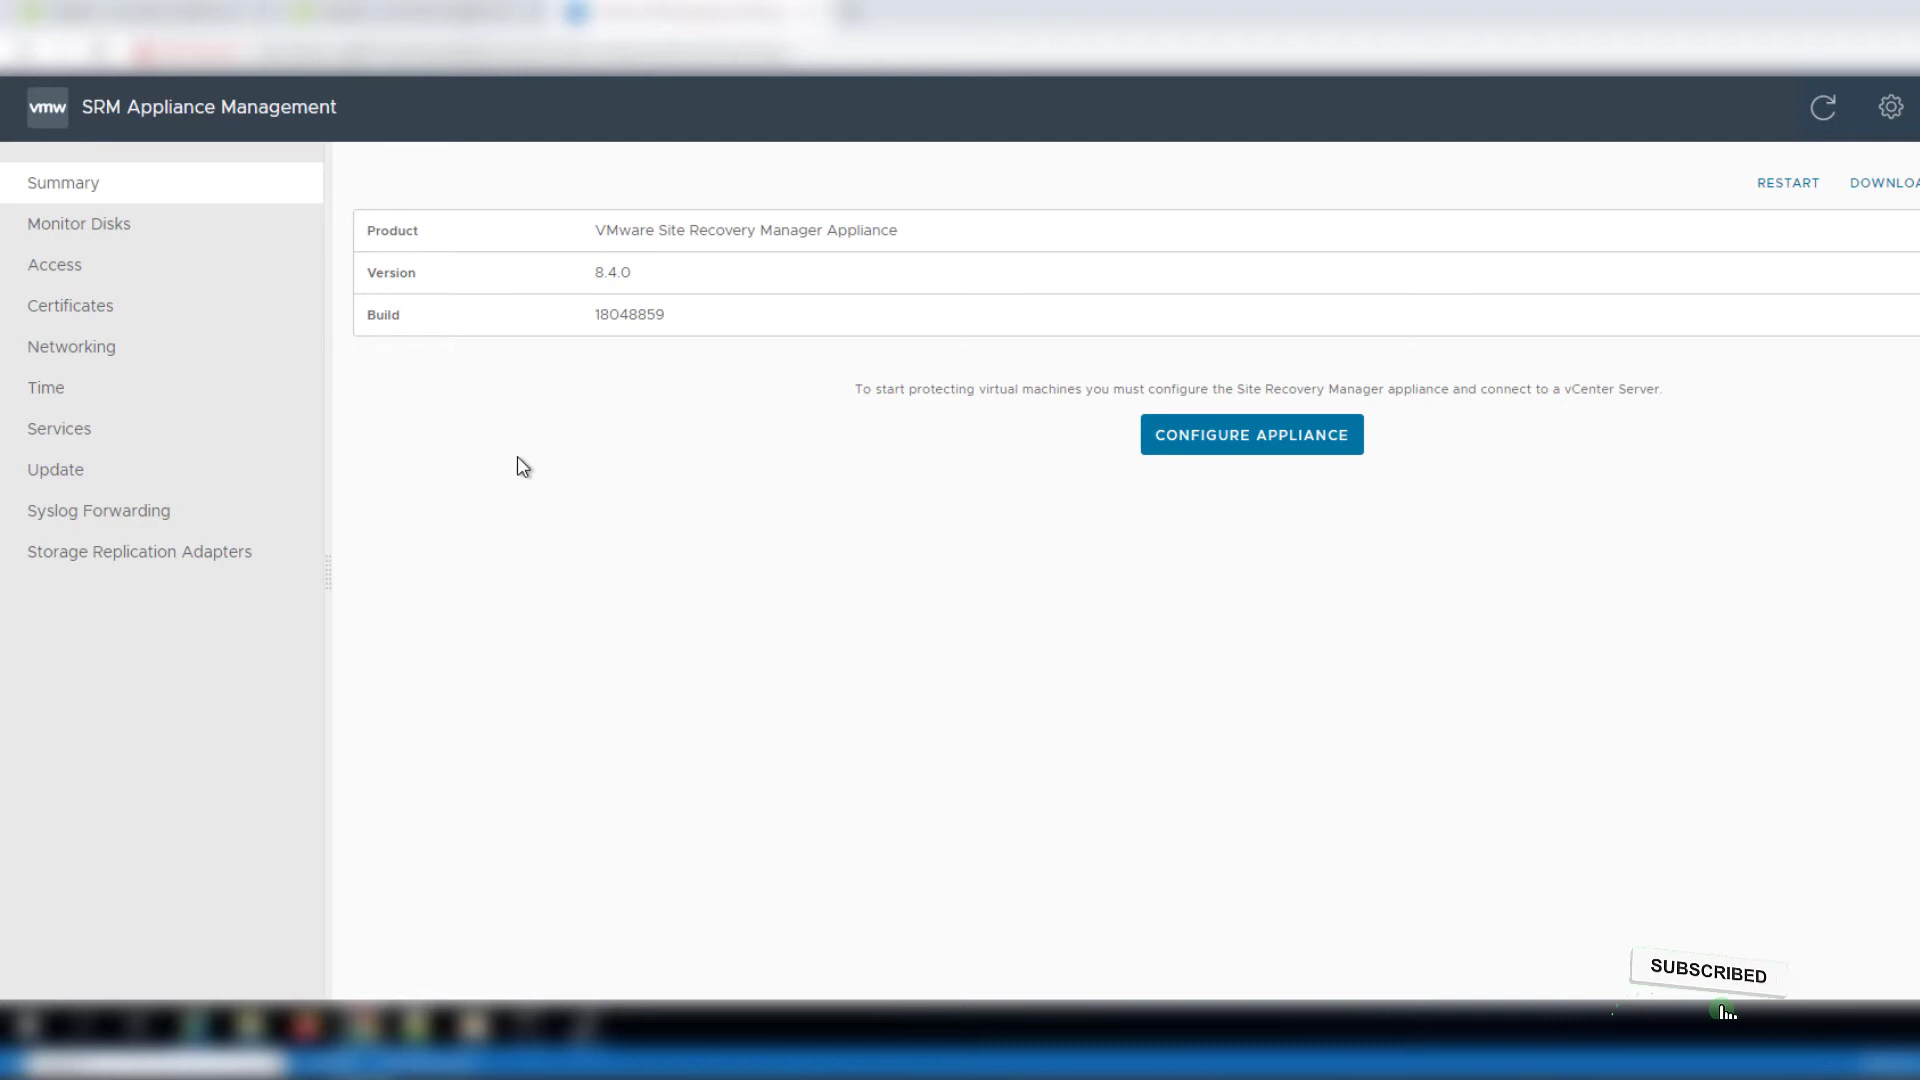 vmw SRM Appliance Management
Summary
Monitor Disks
Access
Certificates
Networking
Time
Services
Update
Syslog Forwarding
Storage Replication Adapters
RESTART DOWNLOA
Product VMware Site Recovery Manager Appliance
Version 8.4.0
Build 18048859
To start protecting virtual machines you must configure the Site Recovery Manager appliance and connect to a vCenter Server.
CONFIGURE APPLIANCE
SUBSCRIBED